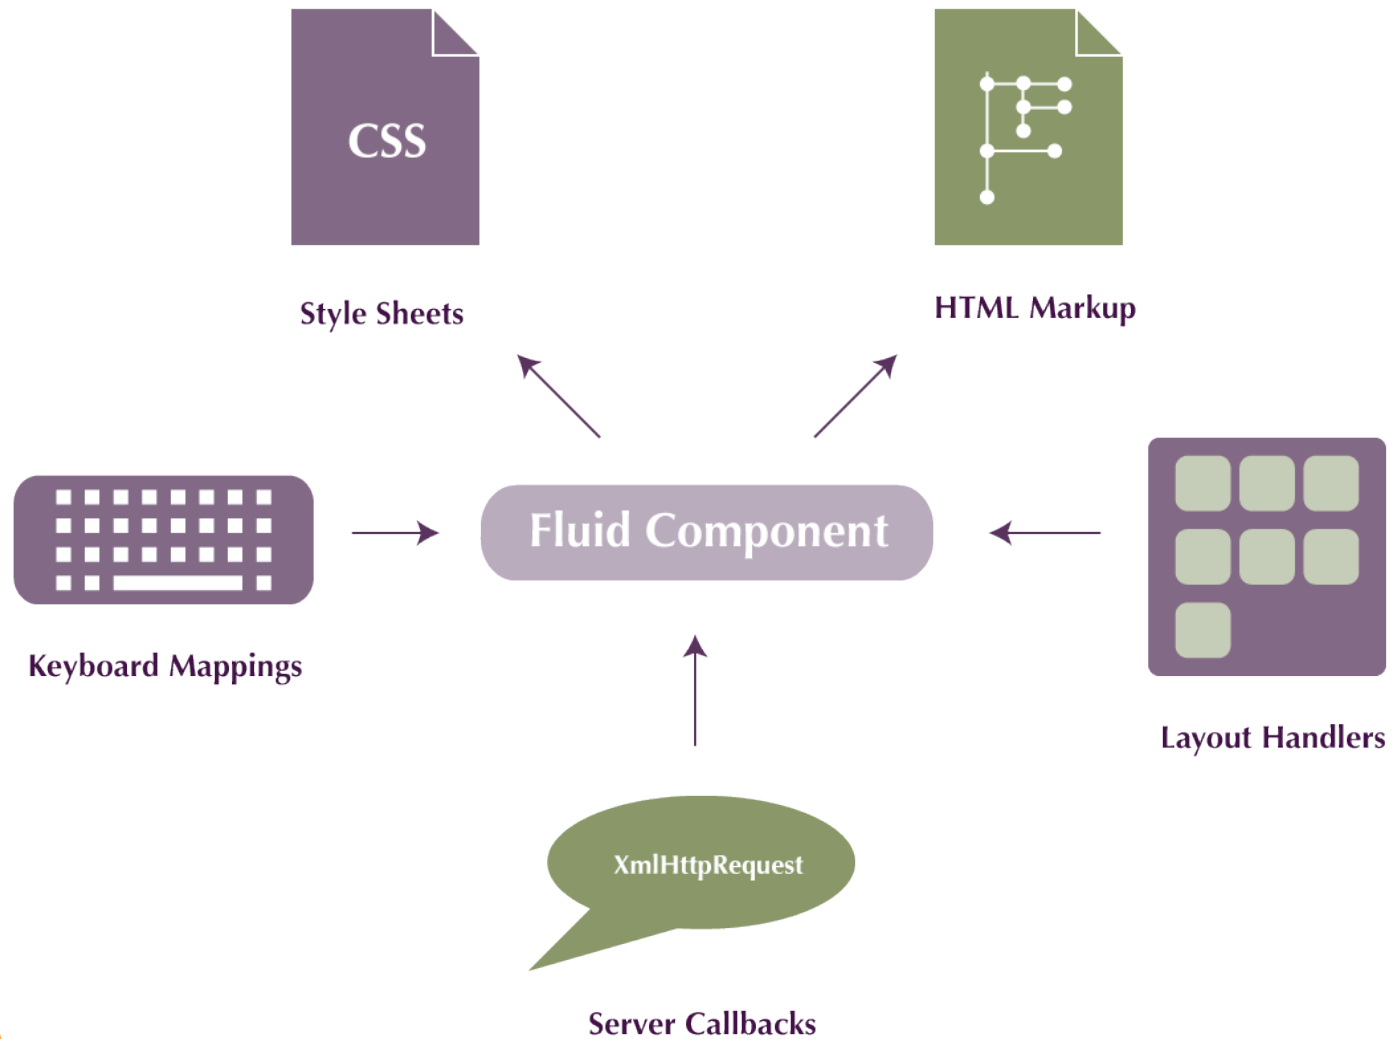 CSS
Style Sheets
HTML Markup
Fluid Component
Keyboard Mappings
Layout Handlers
XmlHttpRequest
Server Callbacks